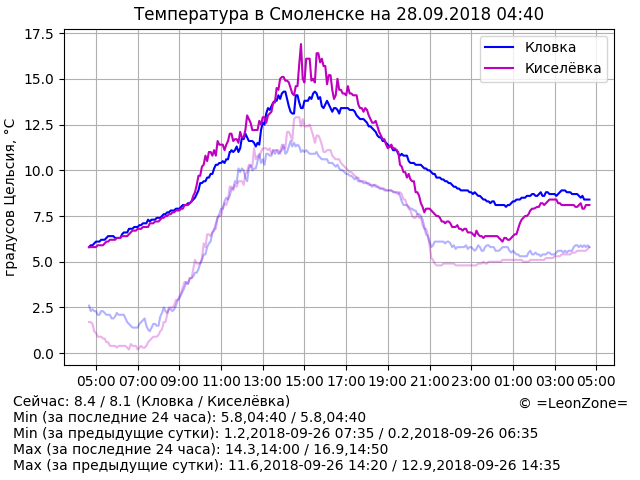 Температура в Смоленске на 28.09.2018 04:40
градусов Цельсия, °C
17.5
15.0
12.5
10.0
7.5
5.0
2.5
0.0
Кловка
Киселёвка
05:00 07:00 09:00 11:00 13:00 15:00 17:00 19:00 21:00 23:00 01:00 03:00 05:00
Сейчас: 8.4 / 8.1 (Кловка / Киселёвка)
© =LeonZone=
Min (за последние 24 часа): 5.8,04:40 / 5.8,04:40
Min (за предыдущие сутки): 1.2,2018-09-26 07:35 / 0.2,2018-09-26 06:35
Max (за последние 24 часа): 14.3,14:00 / 16.9,14:50
Max (за предыдущие сутки): 11.6,2018-09-26 14:20 / 12.9,2018-09-26 14:35